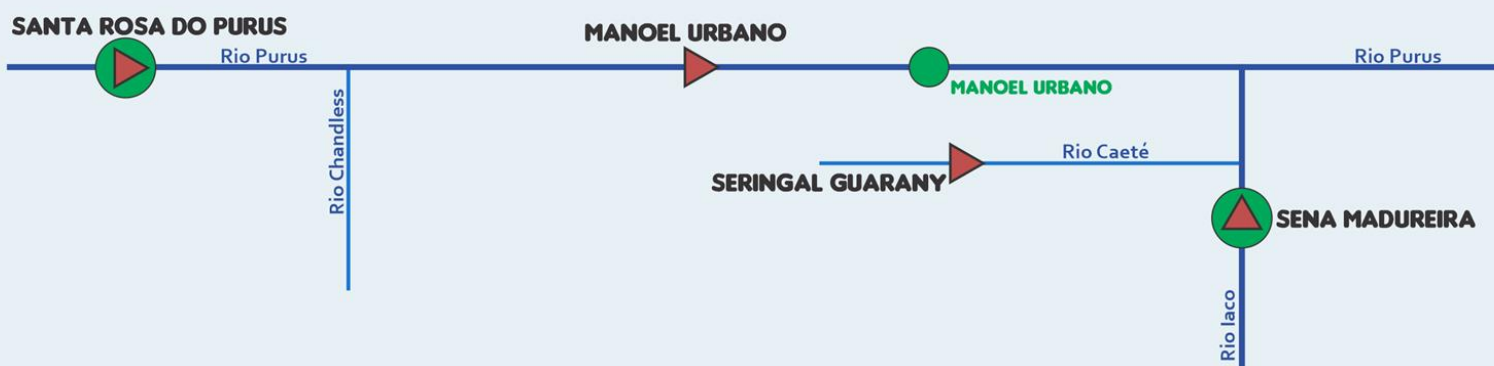 SANTA ROSA DO PURUS
Rio Purus
MANOEL URBANO
MANOEL URBANO
Rio Purus
Rio Chandless
SERINGAL GUARANY
Rio Caeté
SENA MADUREIRA
Rio Iaco